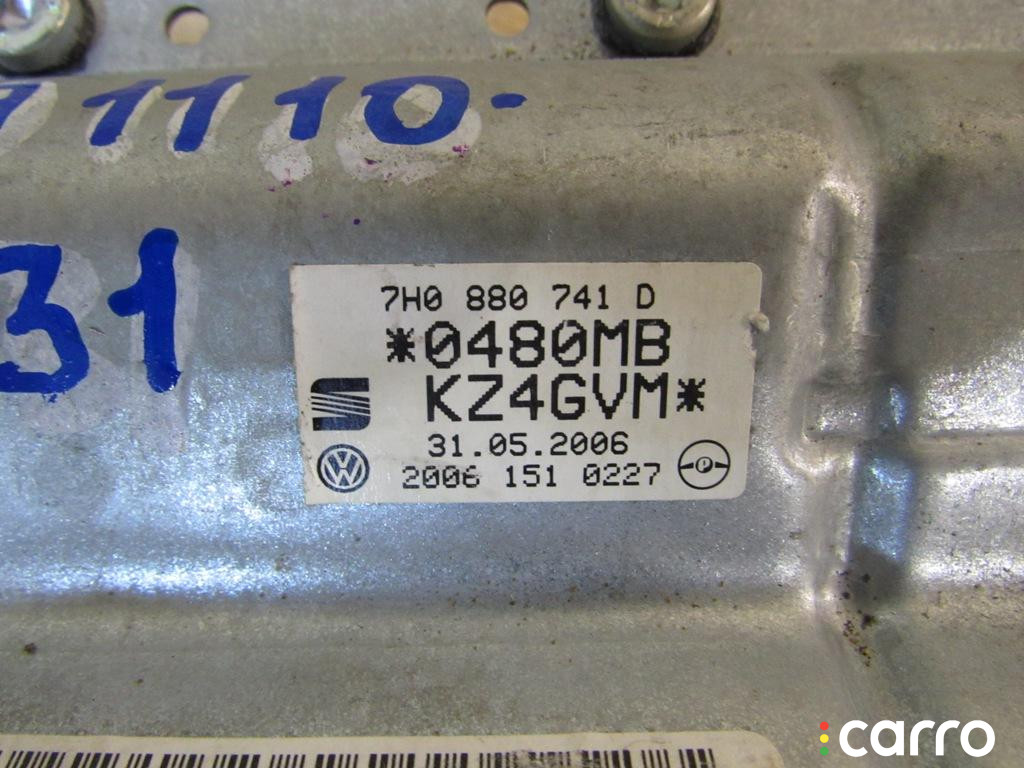 1110.
31
7H0 880 741 D
*0480MB
KZ4GVM*
31.05.2006
2006 151 0227
carro